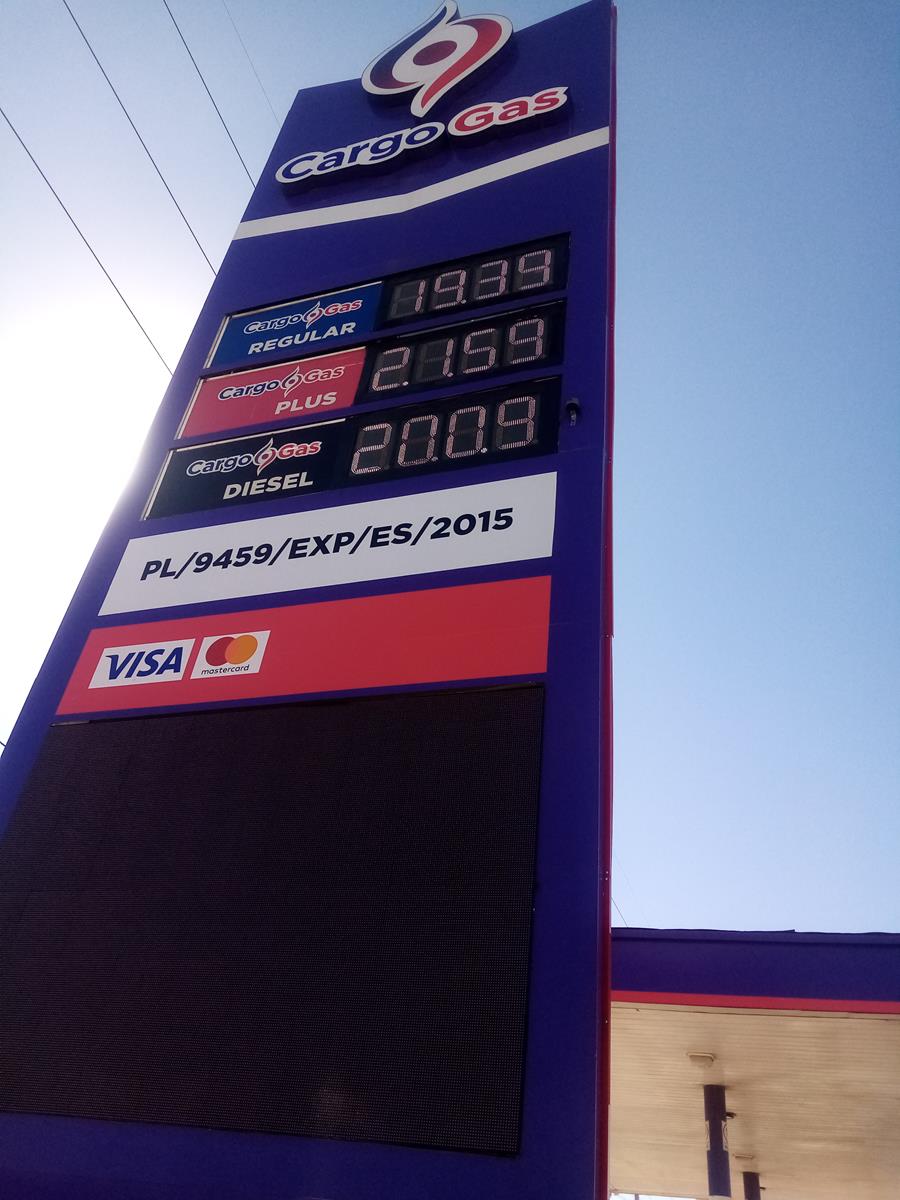 Cargo Gas
Cargo Gas
REGULAR
19.39
Cargo Gas
PLUS
21.59
Cargo Gas
DIESEL
20.09
PL/9459/EXP/ES/2015
VISA
mastercard